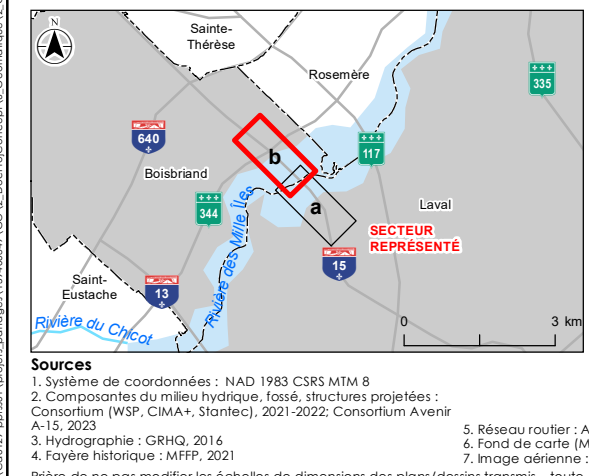 N
Sainte-
Thérèse
Rosemère
335
640
117
b
Boisbriand
344
a
Laval
SECTEUR
REPRÉSENTÉ
15
Saint-
Eustache
13
Rivière des Mille Îles
Rivière du Chicot
0
3 km
Sources
1. Système de coordonnées : NAD 1983 CSRS MTM 8
2. Composantes du milieu hydrique, fossé, structures projetées :
Consortium (WSP, CIMA+, Stantec), 2021-2022; Consortium Avenir
A-15, 2023
3. Hydrographie : GRHQ, 2016
4. Fayère historique : MFFP, 2021
5. Réseau routier : A
6. Fond de carte (M
7. Image aérienne :